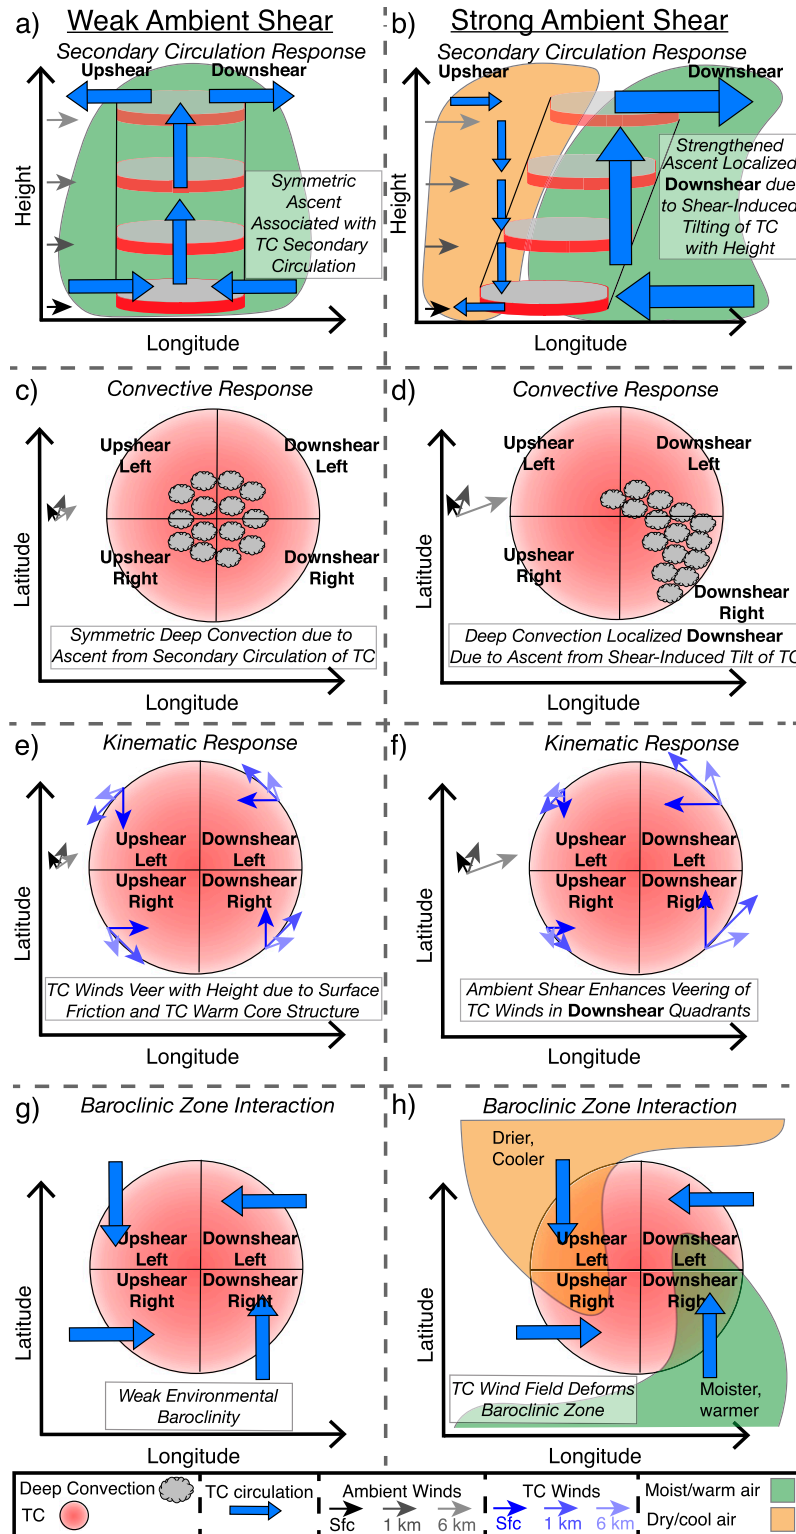 Weak Ambient Shear
Strong Ambient Shear
a)
Secondary Circulation Response
Upshear
Downshear
Height
Symmetric
Ascent
Associated with
TC Secondary
Circulation
Longitude
b)
Secondary Circulation Response
Upshear
Downshear
Height
Strengthened
Ascent Localized
Downshear due
to Shear-Induced
Tilting of TC
with Height
Longitude
c)
Convective Response
Upshear
Left
Downshear
Left
Upshear
Right
Downshear
Right
Latitude
Symmetric Deep Convection due to
Ascent from Secondary Circulation of TC
Longitude
d)
Convective Response
Upshear
Left
Downshear
Left
Upshear
Right
Downshear
Right
Latitude
Deep Convection Localized Downshear
Due to Ascent from Shear-Induced Tilt of TC
Longitude
e)
Kinematic Response
Upshear
Left
Downshear
Left
Upshear
Right
Downshear
Right
Latitude
TC Winds Veer with Height due to Surface
Friction and TC Warm Core Structure
Longitude
f)
Kinematic Response
Upshear
Left
Downshear
Left
Upshear
Right
Downshear
Right
Latitude
Ambient Shear Enhances Veering of
TC Winds in Downshear Quadrants
Longitude
g)
Baroclinic Zone Interaction
Upshear
Left
Downshear
Left
Upshear
Right
Downshear
Right
Latitude
Weak Environmental
Baroclinity
Longitude
h)
Baroclinic Zone Interaction
Drier,
Cooler
Upshear
Left
Downshear
Left
Upshear
Right
Downshear
Right
Latitude
TC Wind Field Deforms
Baroclinic Zone
Moister,
warmer
Longitude
Deep Convection
TC
TC circulation
Ambient Winds
Sfc 1 km 6 km
TC Winds
Sfc 1 km 6 km
Moist/warm air
Dry/cool air